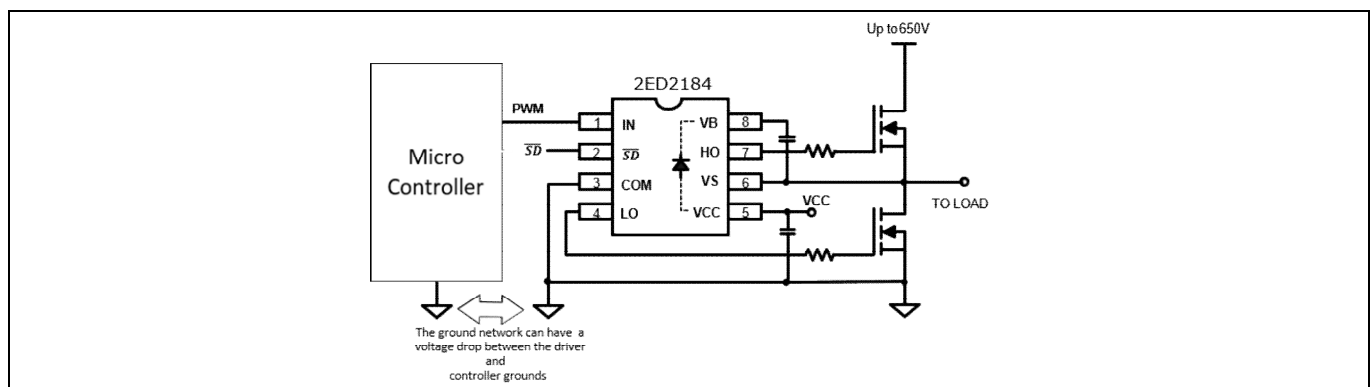 Up to 650V
2ED2184
PWM
Micro
Controller
1 IN VB 8
SD 2 SD HO 7
3 COM VS 6
4 LO VCC 5
VCC
TO LOAD
The ground network can have a
voltage drop between the driver
and
controller grounds